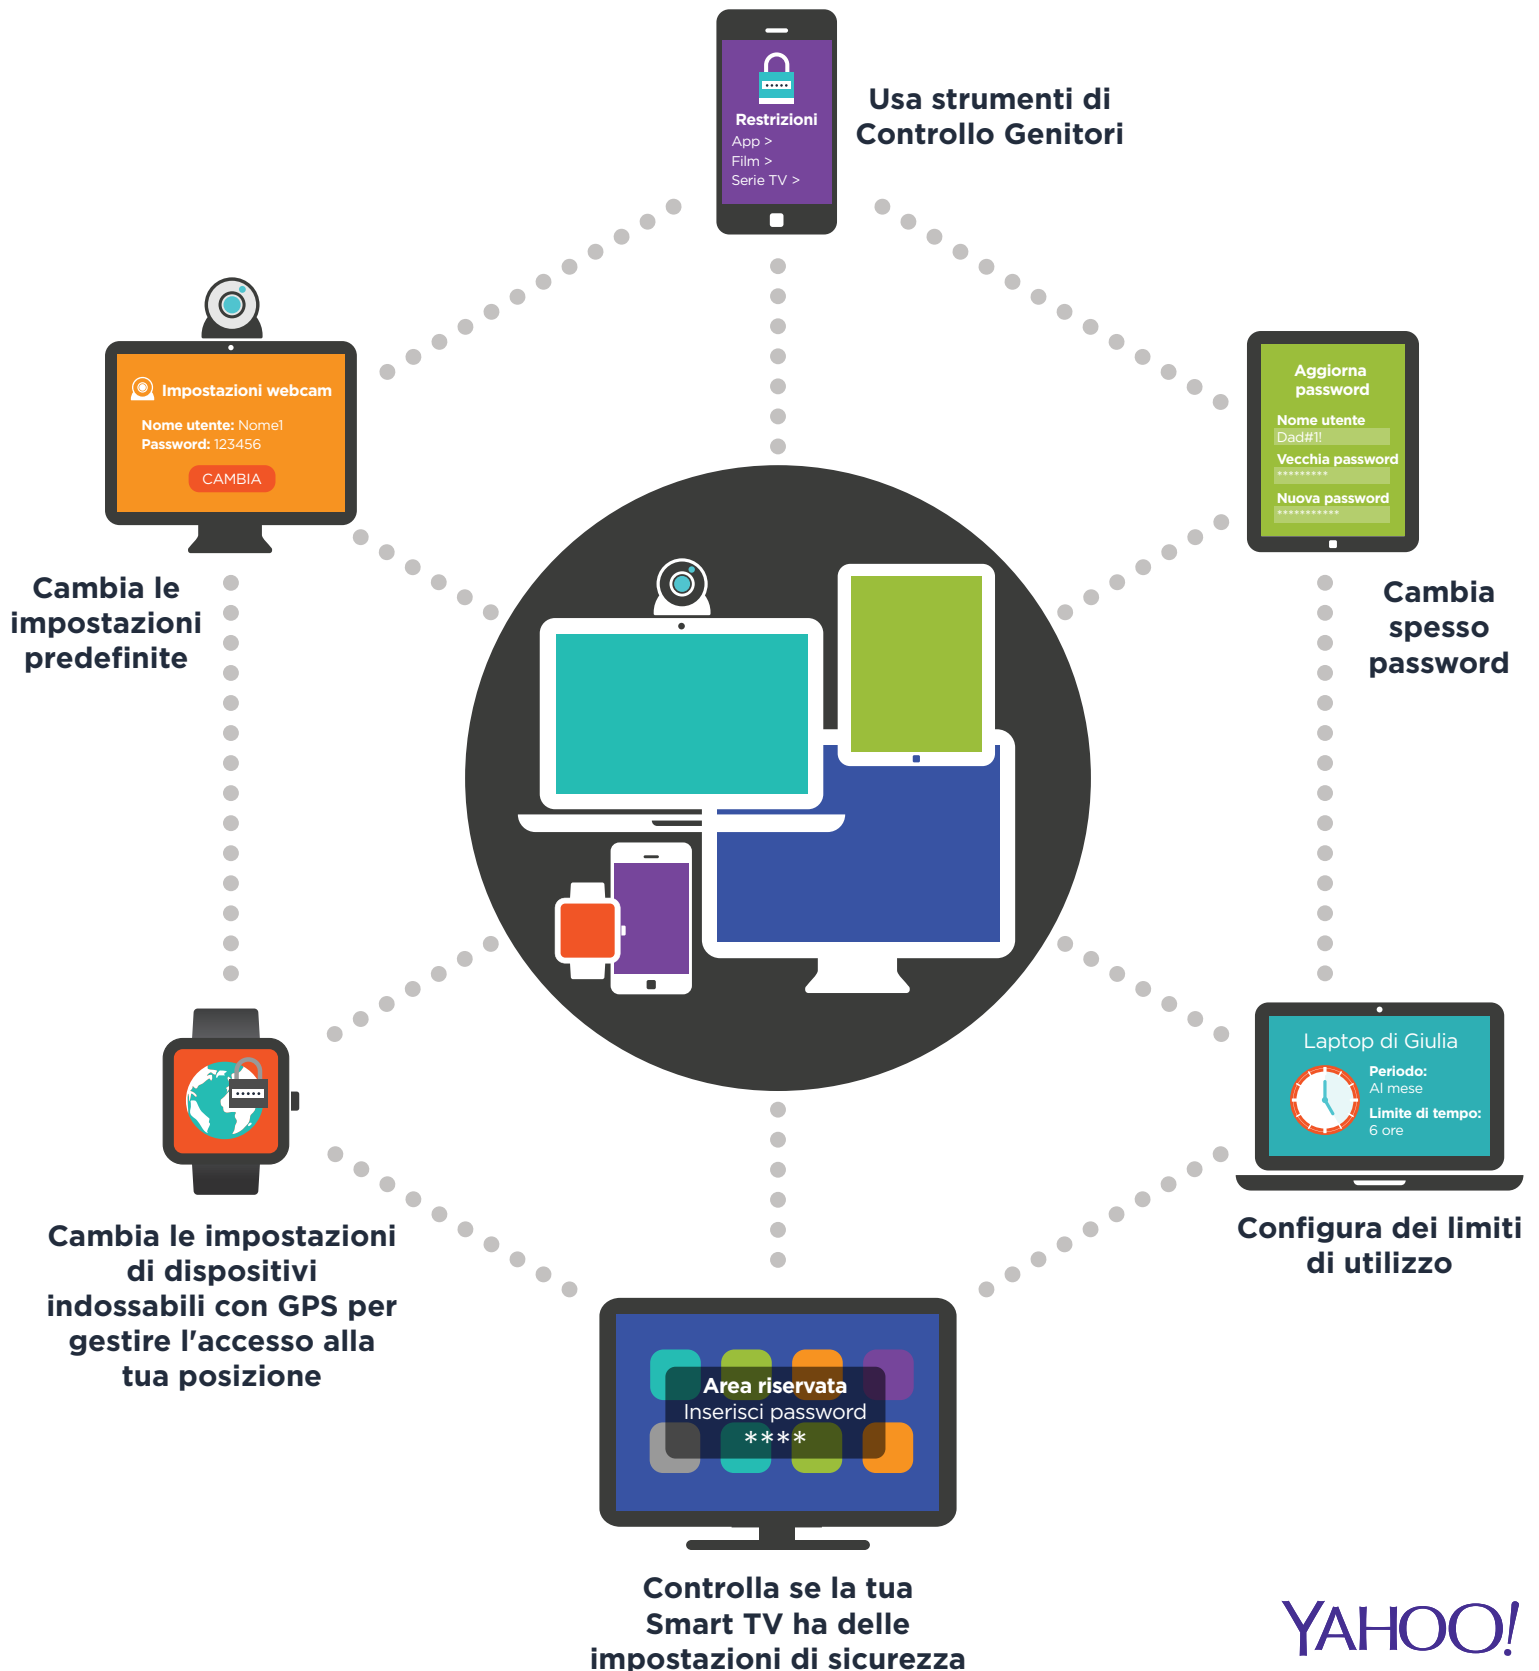 Restrizioni
App >
Film >
Serie TV >
Usa strumenti di
Controllo Genitori
Impostazioni webcam
Nome utente: Nome1
Password: 123456
CAMBIA
Cambia le
impostazioni
predefinite
Aggiorna
password
Nome utente
Dad#1!
Vecchia password
*********
Nuova password
***********
Cambia
spesso
password
Cambia le impostazioni
di dispositivi
indossabili con GPS per
gestire l'accesso alla
tua posizione
Laptop di Giulia
Periodo:
Al mese
Limite di tempo:
6 ore
Configura dei limiti
di utilizzo
Area riservata
Inserisci password
****
Controlla se la tua
Smart TV ha delle
impostazioni di sicurezza
YAHOO!